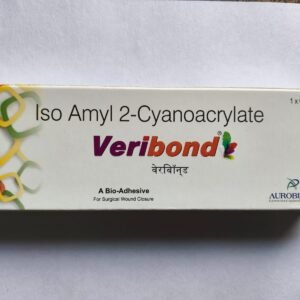 Iso Amyl 2-Cyanoacrylate
Veribond®
वेरबॉन्ड
A Bio-Adhesive
For Surgical Wound Closure